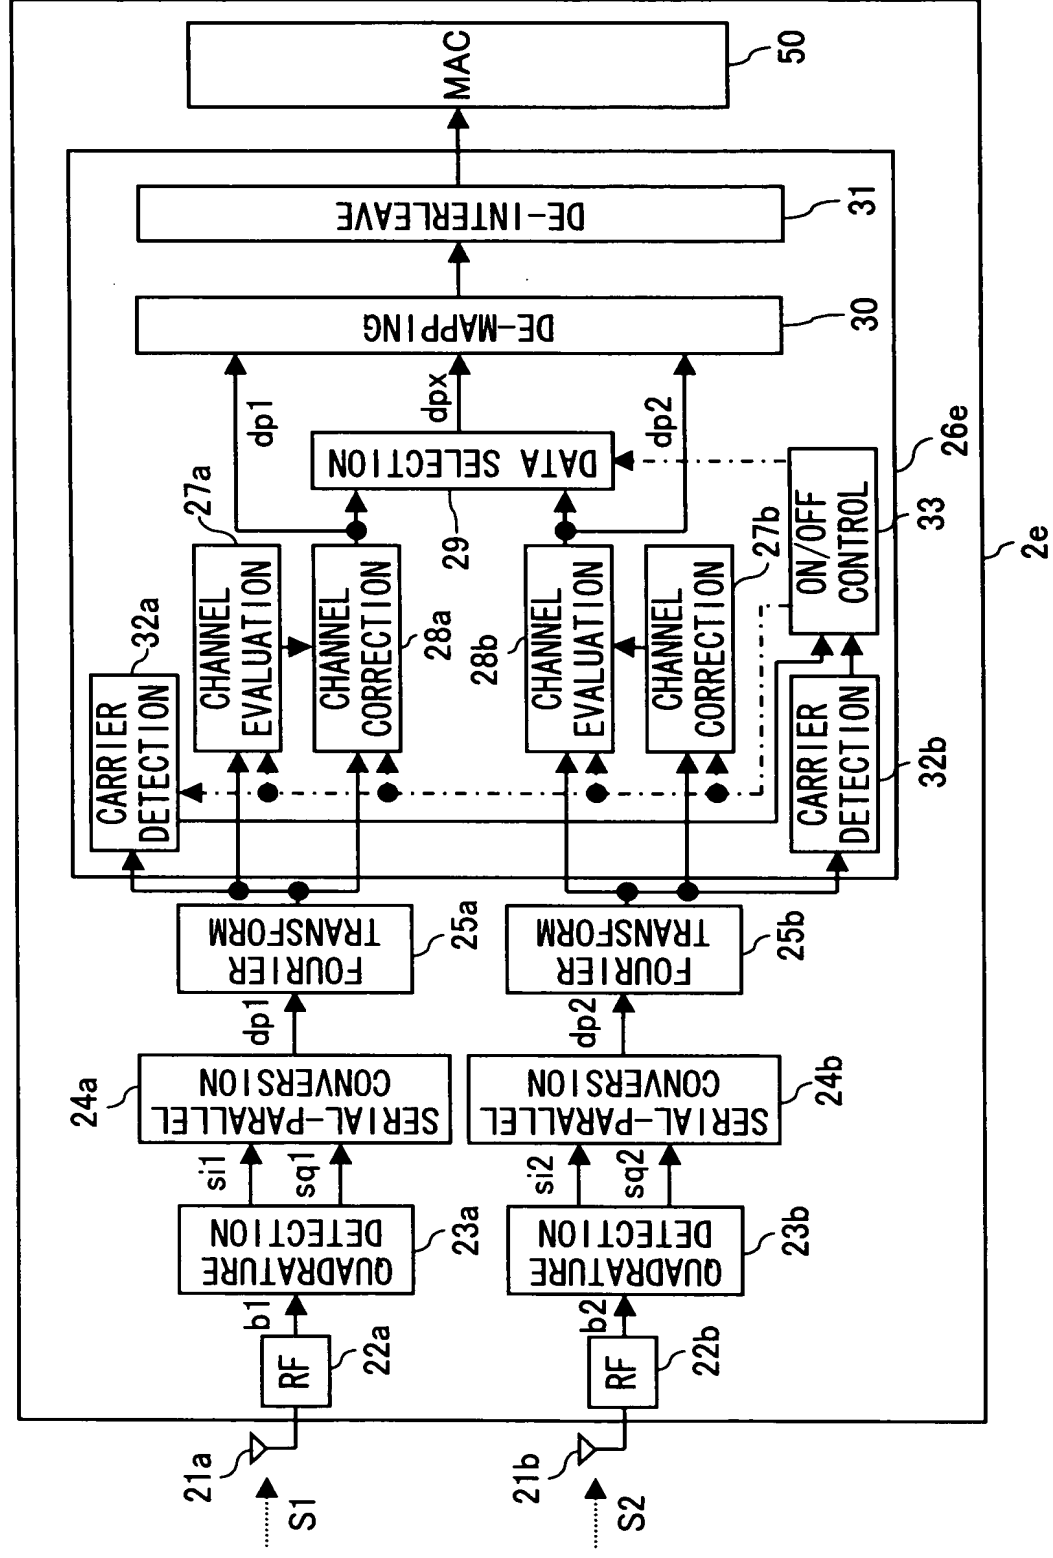 S1
21a
RF
22a
b1
QUADRATURE
DETECTION
23a
si1
sq1
SERIAL-PARALLEL
CONVERSION
24a
dp1
FOURIER
TRANSFORM
25a
CARRIER
DETECTION
32a
CHANNEL
EVALUATION
27a
CHANNEL
CORRECTION
28a
dp1
S2
21b
RF
22b
b2
QUADRATURE
DETECTION
23b
si2
sq2
SERIAL-PARALLEL
CONVERSION
24b
dp2
FOURIER
TRANSFORM
25b
CHANNEL
EVALUATION
28b
CHANNEL
CORRECTION
27b
CARRIER
DETECTION
32b
ON/OFF
CONTROL
33
DATA SELECTION
29
dpx
dp2
DE-MAPPING
30
DE-INTERLEAVE
31
MAC
50
26e
2e